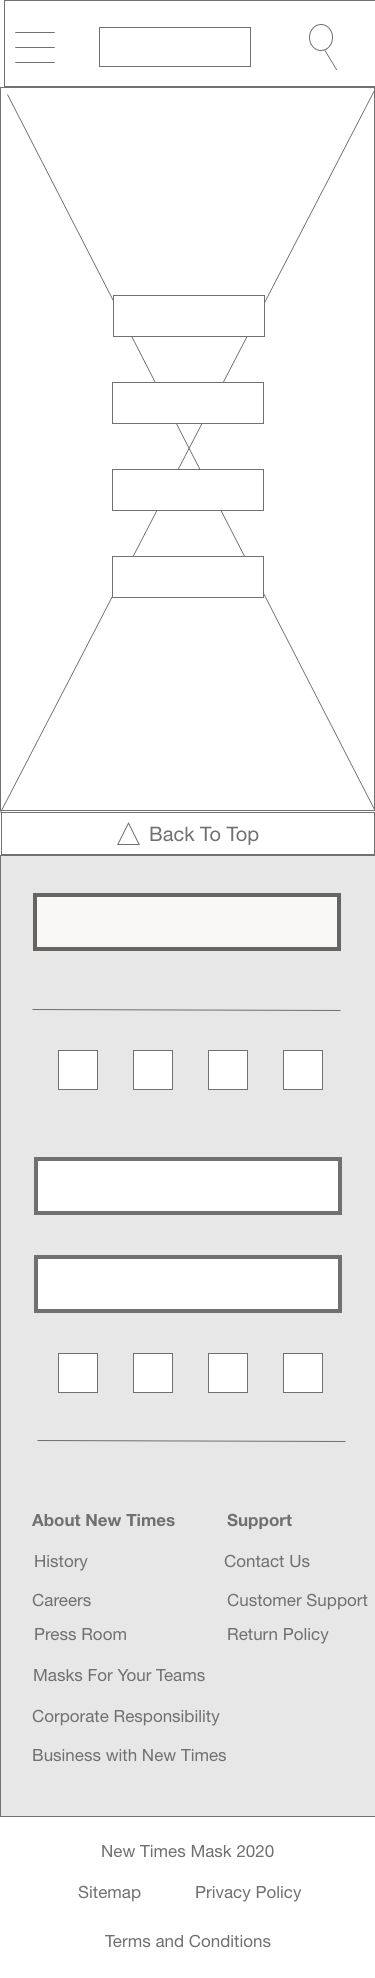 Back To Top
About New Times
Support
History
Contact Us
Careers
Customer Support
Press Room
Return Policy
Masks For Your Teams
Corporate Responsibility
Business with New Times
New Times Mask 2020
Sitemap
Privacy Policy
Terms and Conditions